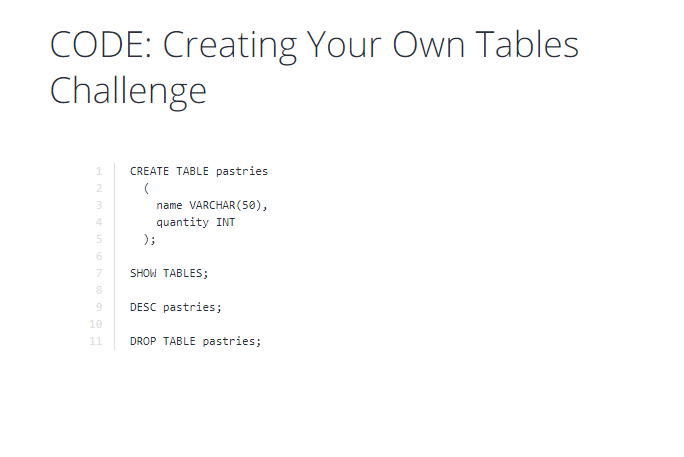 CODE: Creating Your Own Tables
Challenge
1 CREATE TABLE pastries
2 (
3 name VARCHAR(50),
4 quantity INT
5 );
6
7 SHOW TABLES;
8
9 DESC pastries;
10
11 DROP TABLE pastries;